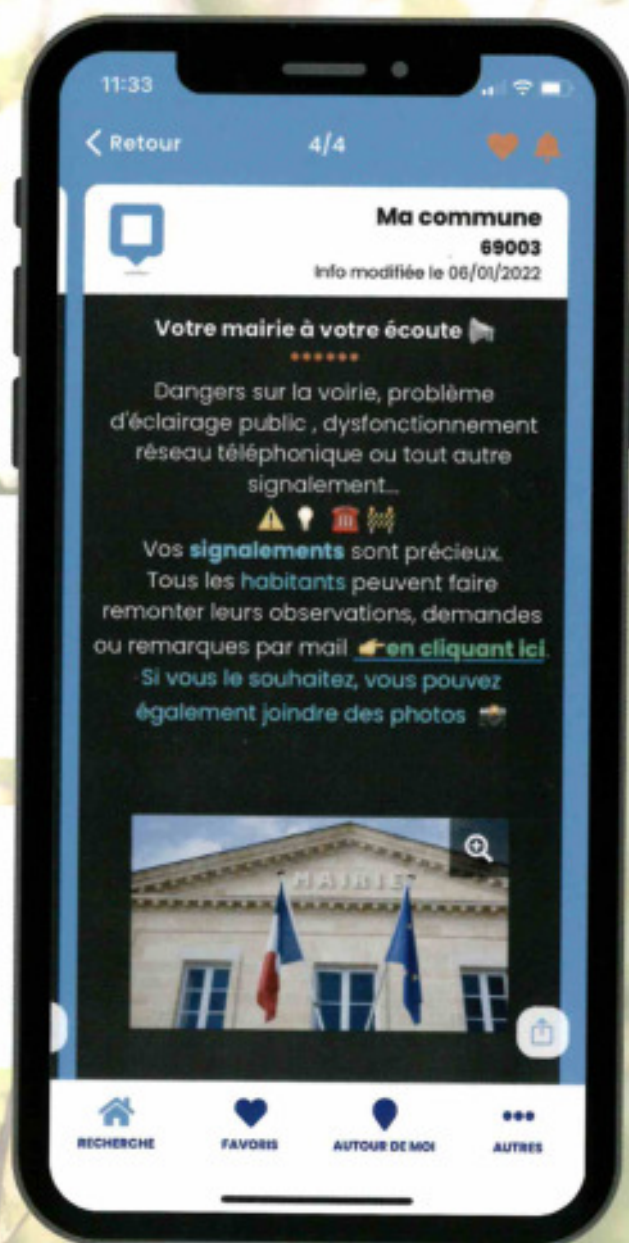 11:33
Retour
4/4
Ma commune
69003
Info modifiée le 06/01/2022
Votre mairie à votre écoute
Dangers sur la voirie, problème
d'éclairage public , dysfonctionnement
réseau téléphonique ou tout autre
signalement...
Vos signalements sont précieux.
Tous les habitants peuvent faire
remonter leurs observations, demandes
ou remarques par mail 👉en cliquant ici.
Si vous le souhaitez, vous pouvez
également joindre des photos 📸
MAIRIE
RECHERCHE
FAVORIS
AUTOUR DE MOI
AUTRES